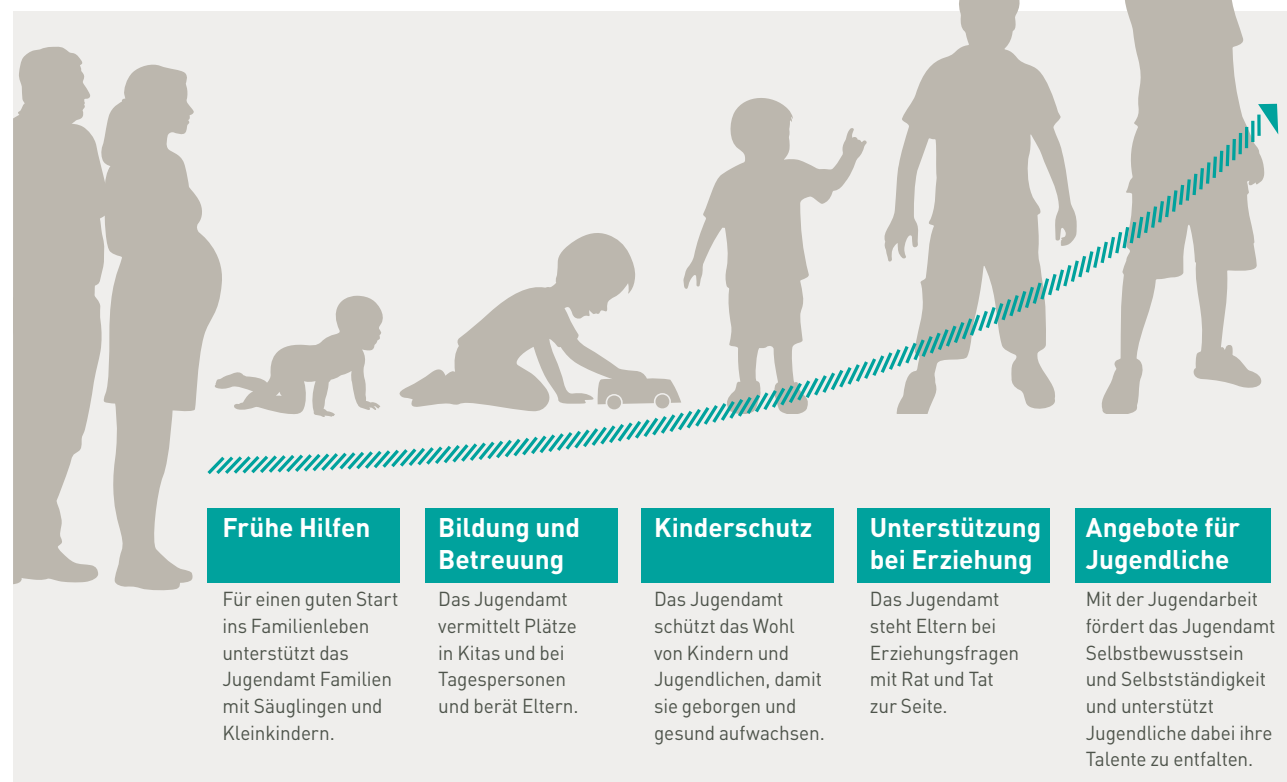 Frühe Hilfen
Für einen guten Start
ins Familienleben
unterstützt das
Jugendamt Familien
mit Säuglingen und
Kleinkindern.
Bildung und
Betreuung
Das Jugendamt
vermittelt Plätze
in Kitas und bei
Tagespersonen
und berät Eltern.
Kinderschutz
Das Jugendamt
schützt das Wohl
von Kindern und
Jugendlichen, damit
sie geborgen und
gesund aufwachsen.
Unterstützung
bei Erziehung
Das Jugendamt
steht Eltern bei
Erziehungsfragen
mit Rat und Tat
zur Seite.
Angebote für
Jugendliche
Mit der Jugendarbeit
fördert das Jugendamt
Selbstbewusstsein
und Selbstständigkeit
und unterstützt
Jugendliche dabei ihre
Talente zu entfalten.